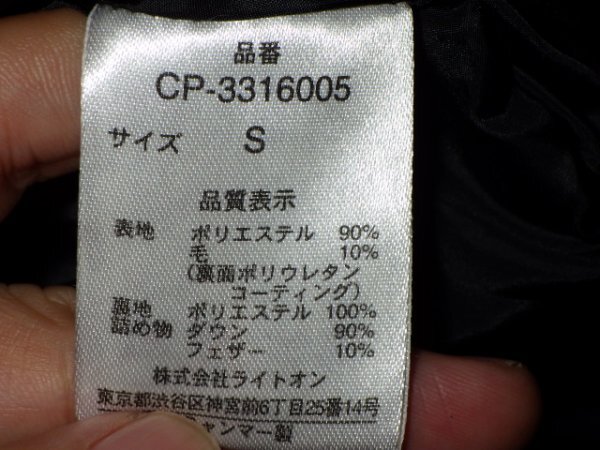 品番
CP-3316005
サイズ S
品質表示
表地 ポリエステル 90%
毛 10%
(裏面ポリウレタン
コーティング)
裏地 ポリエステル 100%
詰め物 ダウン 90%
フェザー 10%
株式会社ライトオン
東京都渋谷区神宮前6丁目25番14号
ミャンマー製